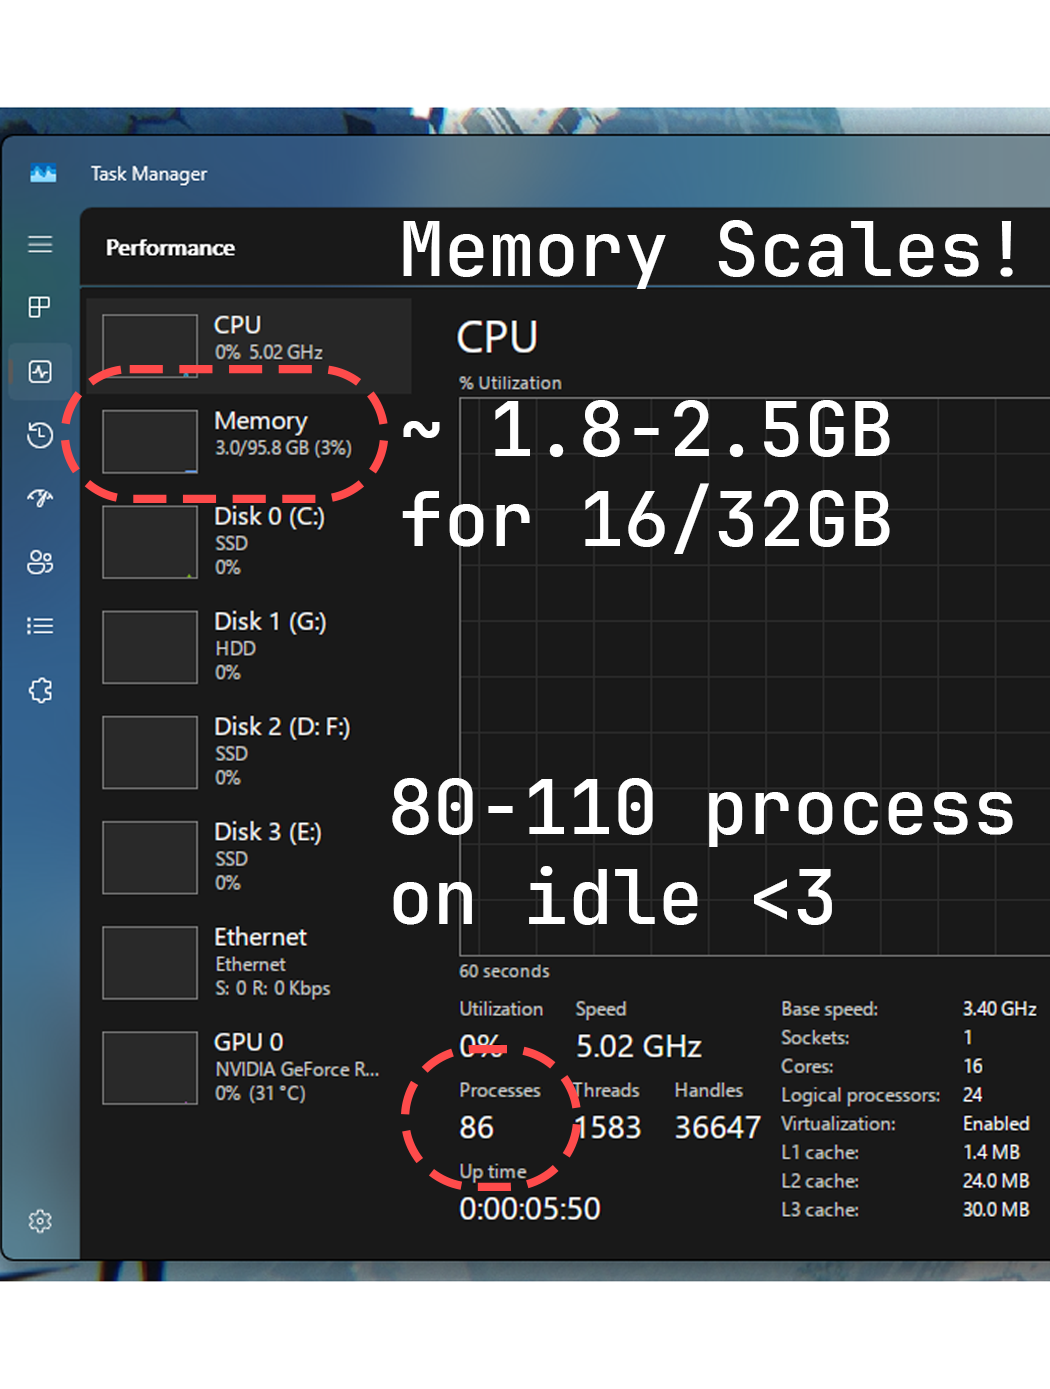 Task Manager
Performance
Memory Scales!
CPU
0% 5.02 GHz
Memory
3.0/95.8 GB (3%)
Disk 0 (C:)
SSD
0%
Disk 1 (G:)
HDD
0%
Disk 2 (D: F:)
SSD
0%
Disk 3 (E:)
SSD
0%
Ethernet
Ethernet
S: 0 R: 0 Kbps
GPU 0
NVIDIA GeForce R...
0% (31 °C)
CPU
% Utilization
~ 1.8-2.5GB
for 16/32GB
80-110 process
on idle <3
60 seconds
Utilization Speed
0% 5.02 GHz
Processes Threads Handles
86 1583 36647
Up time
0:00:05:50
Base speed: 3.40 GHz
Sockets: 1
Cores: 16
Logical processors: 24
Virtualization: Enabled
L1 cache: 1.4 MB
L2 cache: 24.0 MB
L3 cache: 30.0 MB